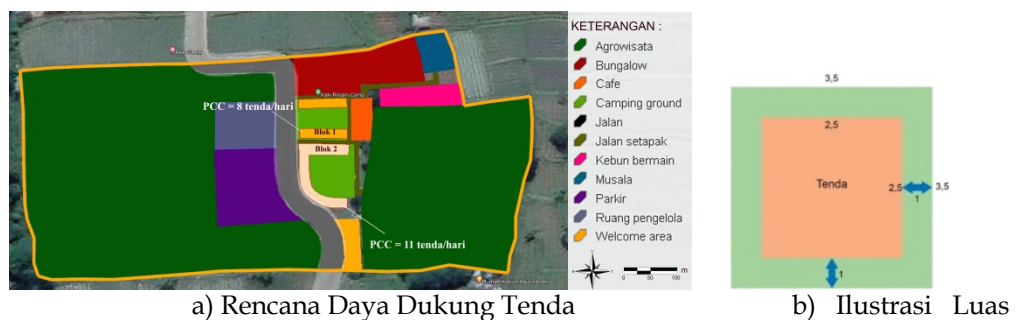 KETERANGAN :
Agrowisata
Bungalow
Cafe
Camping ground
Jalan
Jalan setapak
Kebun bermain
Musala
Parkir
Ruang pengelola
Welcome area
0 50 100 m
PCC = 8 tenda/hari
Blok 1
Blok 2
PCC = 11 tenda/hari
3,5
2,5
Tenda
2,5
3,5
1
1
a) Rencana Daya Dukung Tenda
b) Ilustrasi Luas